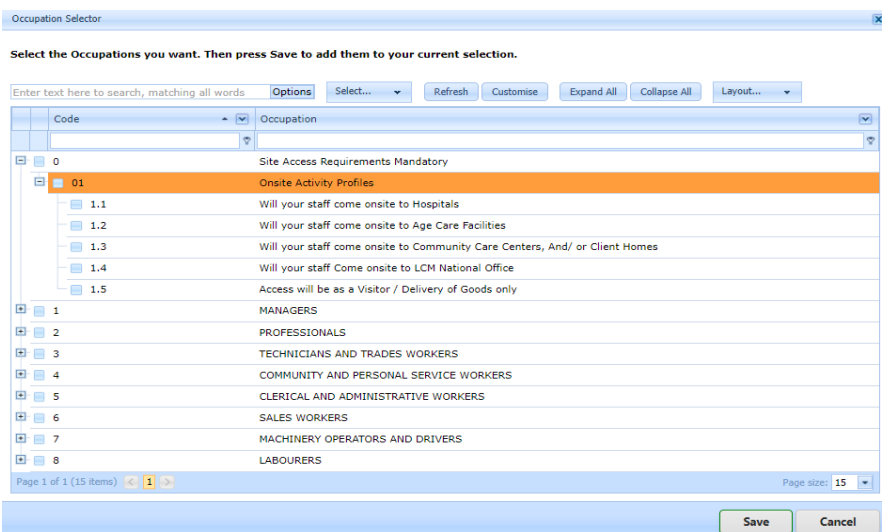 Occupation Selector
Select the Occupations you want. Then press Save to add them to your current selection.
Enter text here to search, matching all words Options Select... Refresh Customise Expand All Collapse All Layout...
Code Occupation
0 Site Access Requirements Mandatory
01 Onsite Activity Profiles
1.1 Will your staff come onsite to Hospitals
1.2 Will your staff come onsite to Age Care Facilities
1.3 Will your staff come onsite to Community Care Centers, And/ or Client Homes
1.4 Will your staff Come onsite to LCM National Office
1.5 Access will be as a Visitor / Delivery of Goods only
1 MANAGERS
2 PROFESSIONALS
3 TECHNICIANS AND TRADES WORKERS
4 COMMUNITY AND PERSONAL SERVICE WORKERS
5 CLERICAL AND ADMINISTRATIVE WORKERS
6 SALES WORKERS
7 MACHINERY OPERATORS AND DRIVERS
8 LABOURERS
Page 1 of 1 (15 items) 1 Page size: 15
Save Cancel